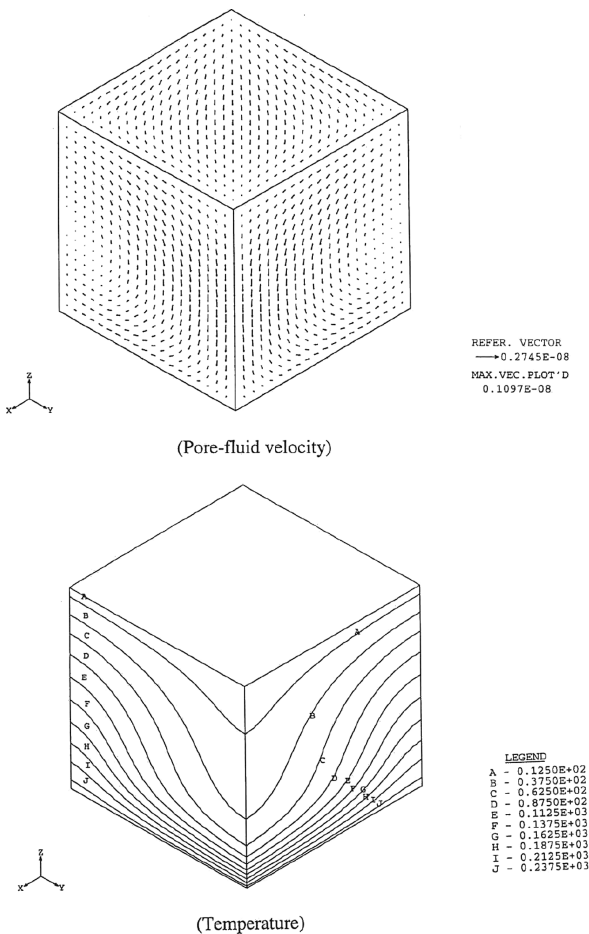 REFER. VECTOR
0.2745E-08
MAX.VEC.PLOT'D
0.1097E-08
Z
X
Y
(Pore-fluid velocity)
A
B
C
D
E
F
G
H
I
J
A
B
C
D
E
F
G
H
I
J
LEGEND
A - 0.1250E+02
B - 0.3750E+02
C - 0.6250E+02
D - 0.8750E+02
E - 0.1125E+03
F - 0.1375E+03
G - 0.1625E+03
H - 0.1875E+03
I - 0.2125E+03
J - 0.2375E+03
Z
X
Y
(Temperature)